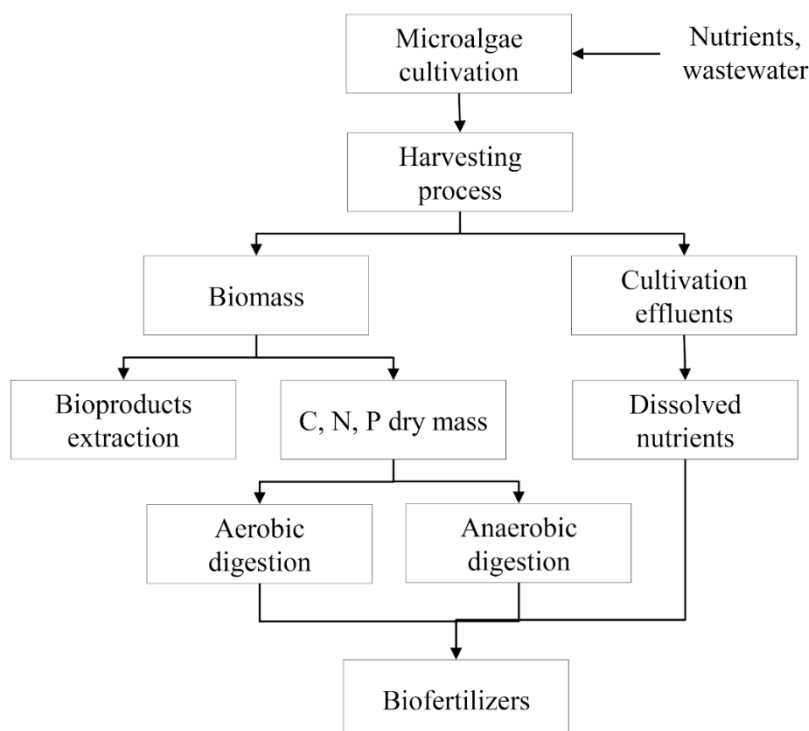 Microalgae
cultivation
Nutrients,
wastewater
Harvesting
process
Biomass
Cultivation
effluents
Bioproducts
extraction
C, N, P dry mass
Dissolved
nutrients
Aerobic
digestion
Anaerobic
digestion
Biofertilizers